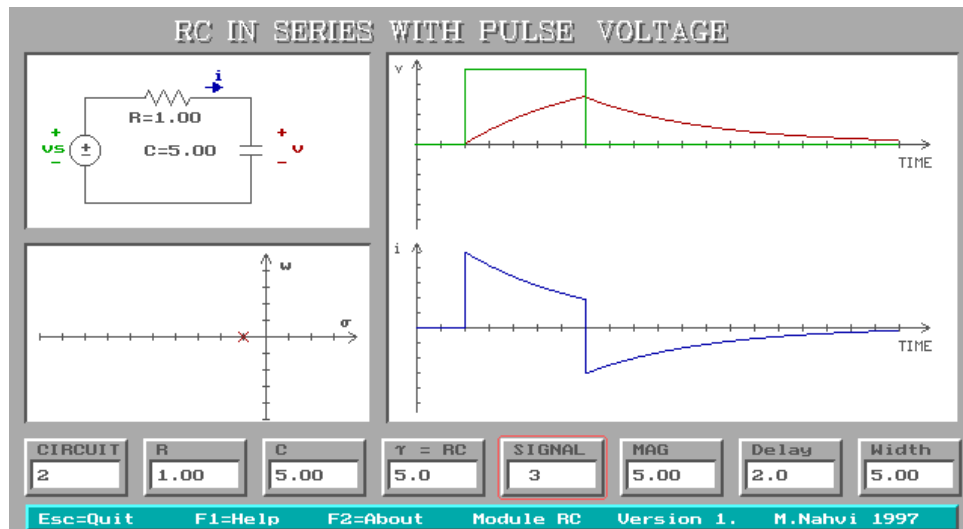 RC IN SERIES WITH PULSE VOLTAGE
i
R=1.00
+
vs
-
±
C=5.00
+
v
-
v
TIME
w
σ
i
TIME
CIRCUIT
2
R
1.00
C
5.00
τ = RC
5.0
SIGNAL
3
MAG
5.00
Delay
2.0
Width
5.00
Esc=Quit F1=Help F2=About Module RC Version 1. M.Nahvi 1997